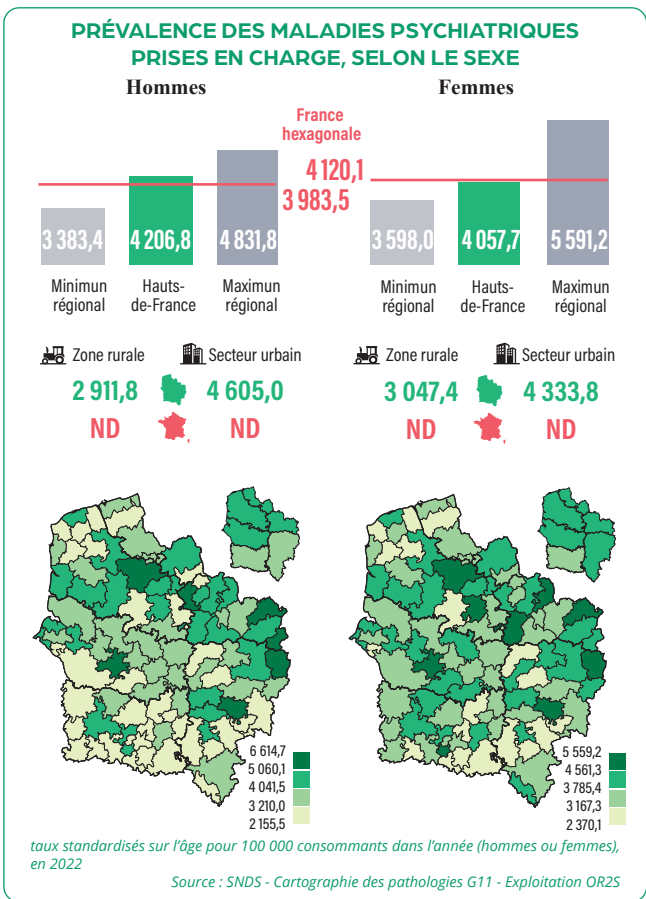 PRÉVALENCE DES MALADIES PSYCHIATRIQUES
PRISES EN CHARGE, SELON LE SEXE
Hommes
Femmes
France
hexagonale
4 120,1
3 983,5
3 383,4
4 206,8
4 831,8
Minimun
régional
Hauts-
de-France
Maximun
régional
3 598,0
4 057,7
5 591,2
Minimun
régional
Hauts-
de-France
Maximun
régional
Zone rurale
Secteur urbain
2 911,8
4 605,0
ND
ND
Zone rurale
Secteur urbain
3 047,4
4 333,8
ND
ND
6 614,7
5 060,1
4 041,5
3 210,0
2 155,5
5 559,2
4 561,3
3 785,4
3 167,3
2 370,1
taux standardisés sur l'âge pour 100 000 consommants dans l'année (hommes ou femmes),
en 2022
Source : SNDS - Cartographie des pathologies G11 - Exploitation OR2S